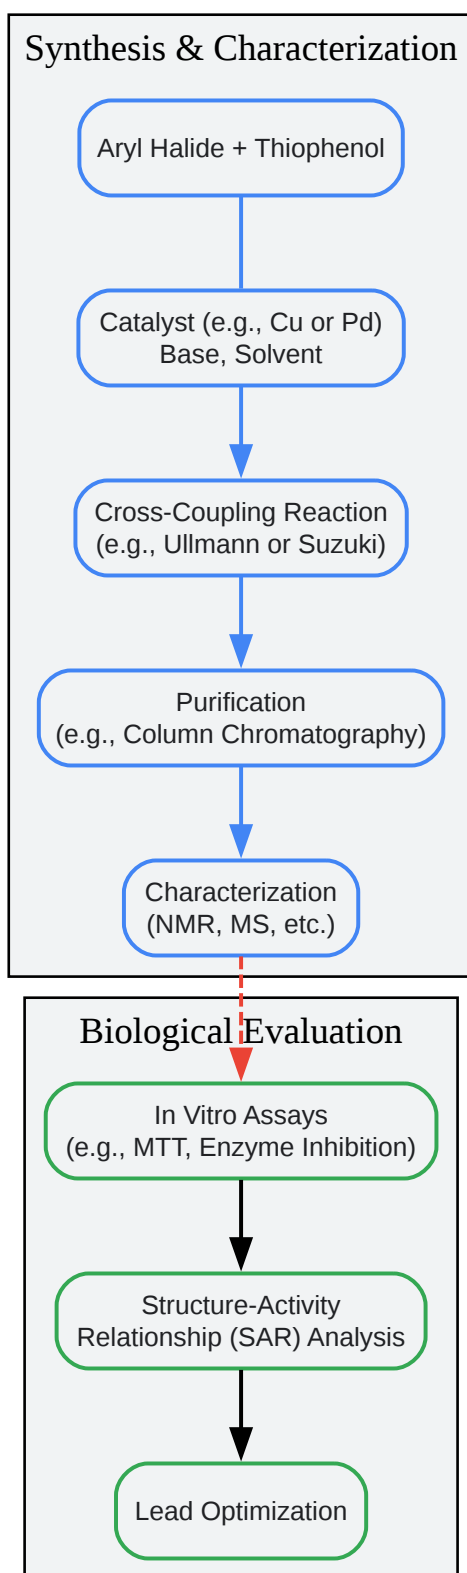 Synthesis & Characterization
Aryl Halide + Thiophenol
Catalyst (e.g., Cu or Pd)
Base, Solvent
Cross-Coupling Reaction
(e.g., Ullmann or Suzuki)
Purification
(e.g., Column Chromatography)
Characterization
(NMR, MS, etc.)
Biological Evaluation
In Vitro Assays
(e.g., MTT, Enzyme Inhibition)
Structure-Activity
Relationship (SAR) Analysis
Lead Optimization